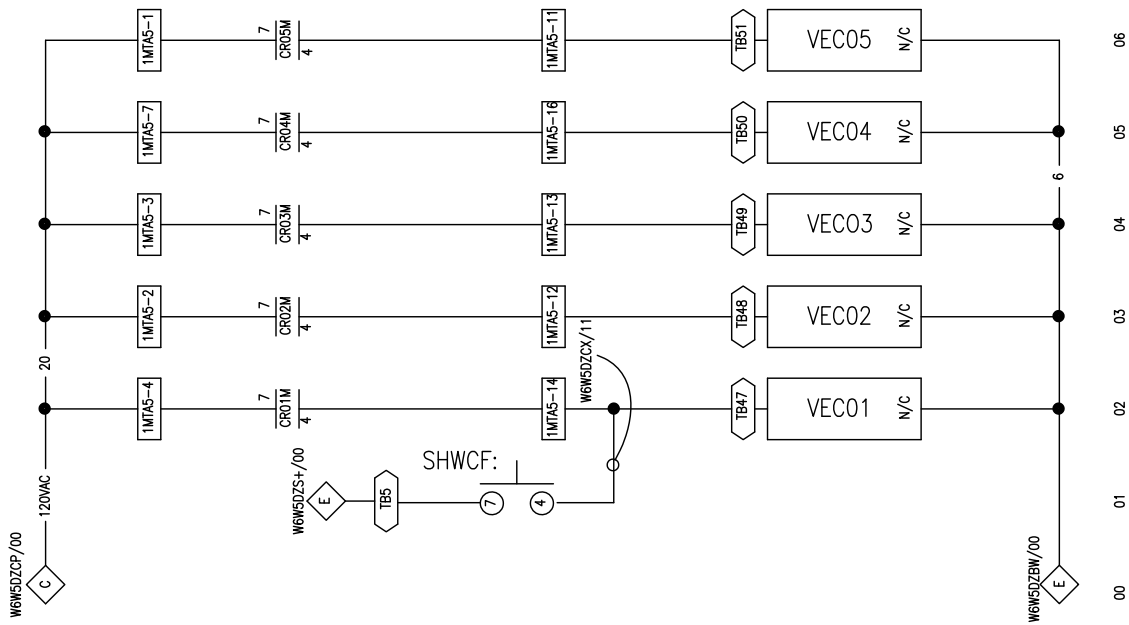 W6W5DZCP/00
C
120VAC
20
1MTA5-4
1MTA5-2
1MTA5-3
1MTA5-7
1MTA5-1
7
CR01M
4
7
CR02M
4
7
CR03M
4
7
CR04M
4
7
CR05M
4
W6W5DZS+/00
E
TB5
SHWCF:
7
4
1MTA5-14
1MTA5-12
1MTA5-13
1MTA5-16
1MTA5-11
W6W5DZCX/11
TB47
TB48
TB49
TB50
TB51
VEC01
N/C
VEC02
N/C
VEC03
N/C
VEC04
N/C
VEC05
N/C
W6W5DZBW/00
E
6
00
01
02
03
04
05
06